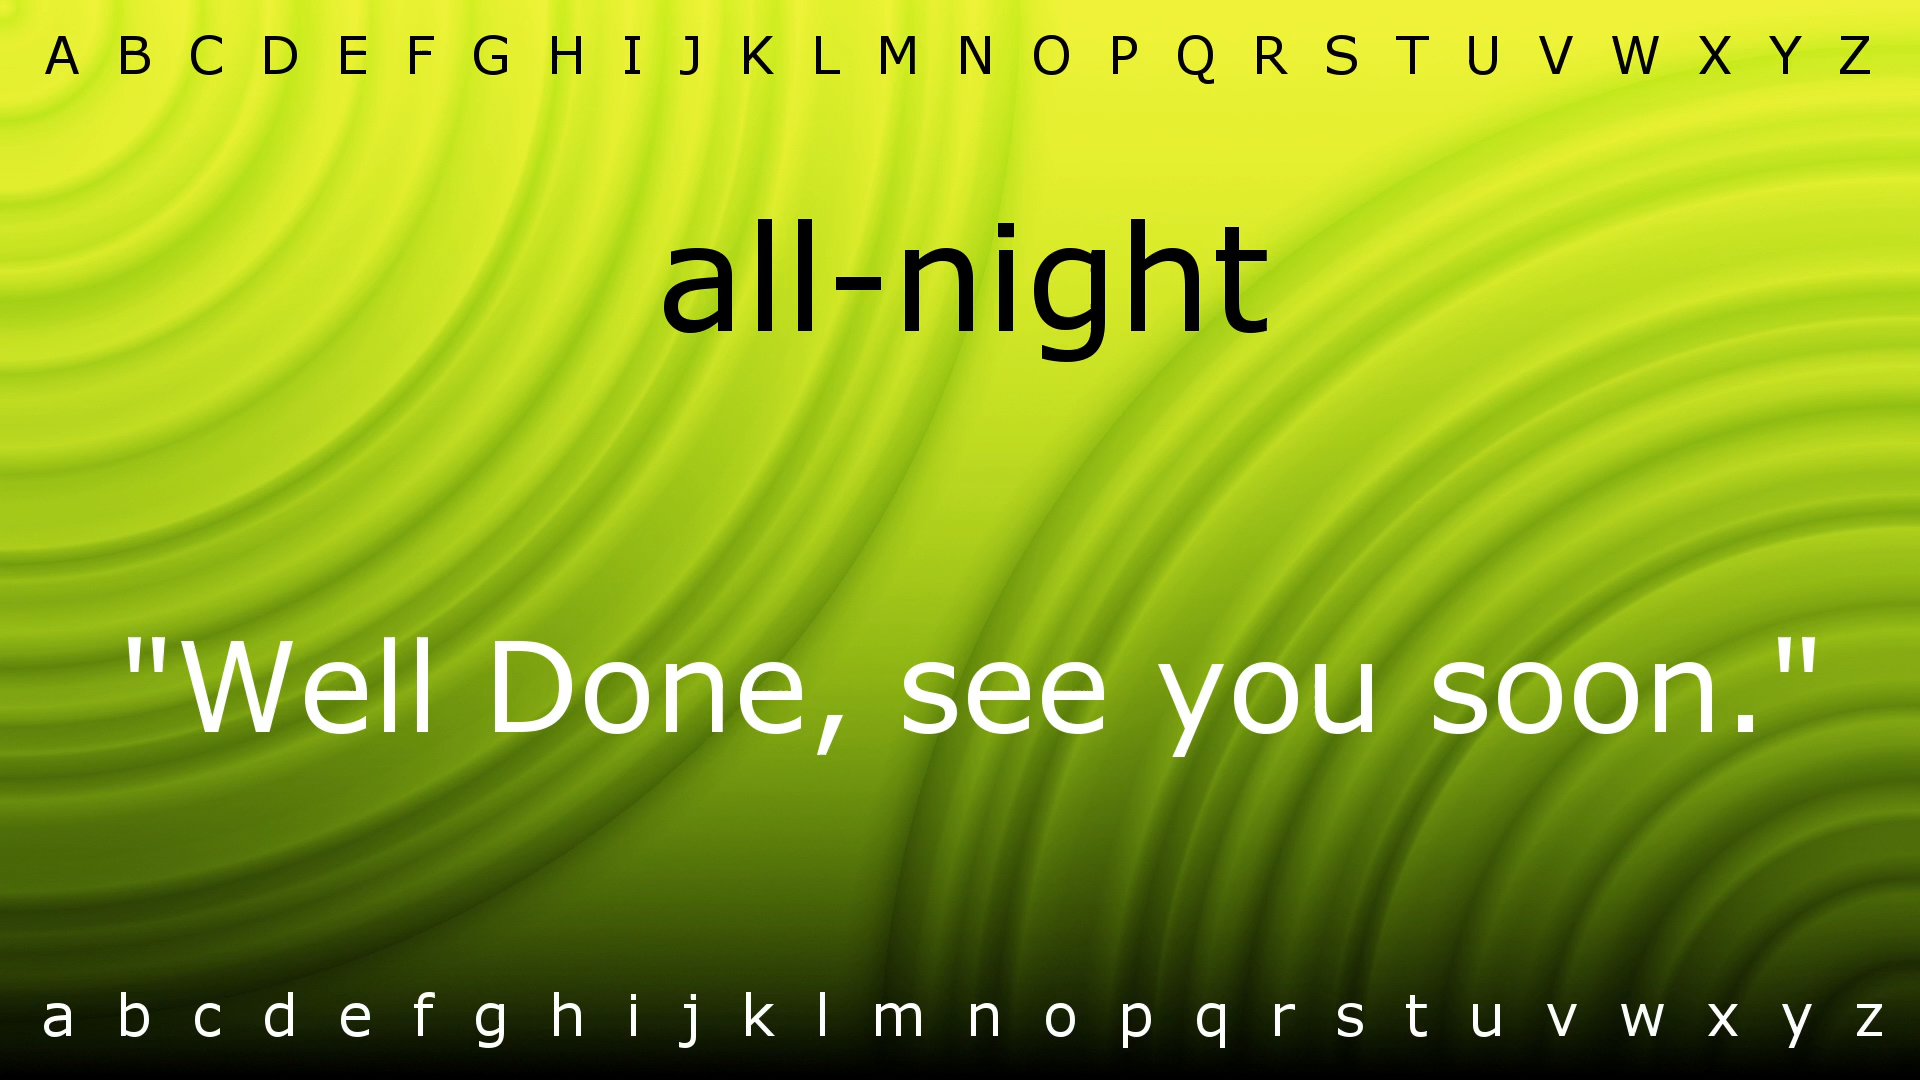 A B C D E F G H I J K L M N O P Q R S T U V W X Y Z
all-night
"Well Done, see you soon."
a b c d e f g h i j k l m n o p q r s t u v w x y z